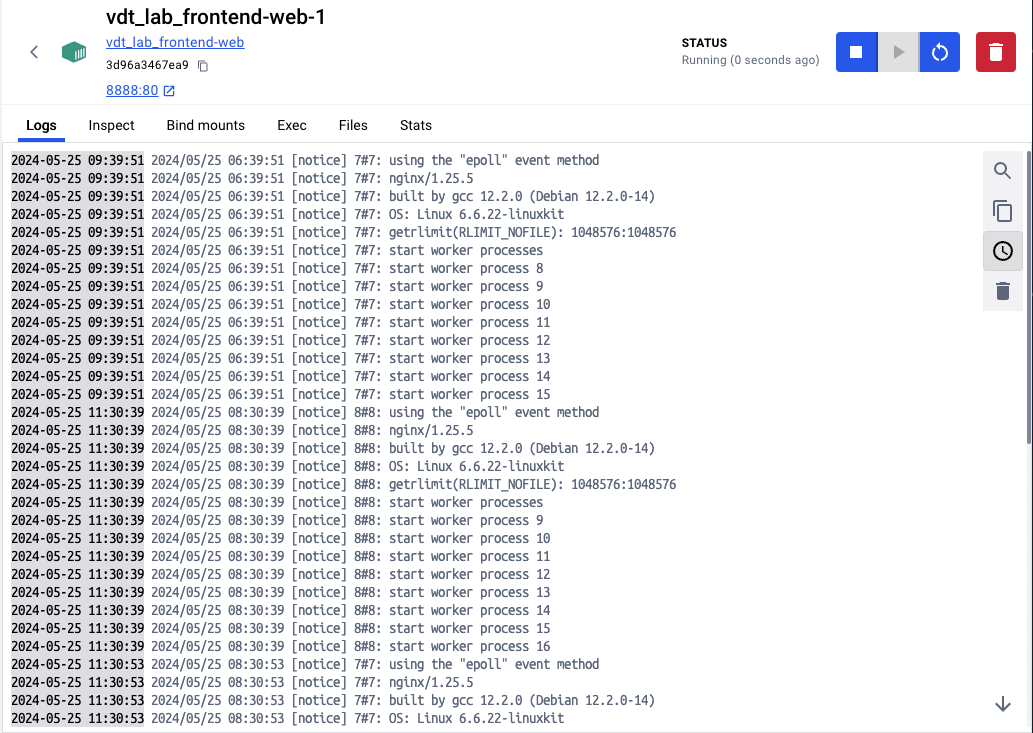 vdt_lab_frontend-web-1
vdt_lab_frontend-web
3d96a3467ea9
8888:80
STATUS
Running (0 seconds ago)
Logs Inspect Bind mounts Exec Files Stats
2024-05-25 09:39:51 2024/05/25 06:39:51 [notice] 7#7: using the "epoll" event method
2024-05-25 09:39:51 2024/05/25 06:39:51 [notice] 7#7: nginx/1.25.5
2024-05-25 09:39:51 2024/05/25 06:39:51 [notice] 7#7: built by gcc 12.2.0 (Debian 12.2.0-14)
2024-05-25 09:39:51 2024/05/25 06:39:51 [notice] 7#7: OS: Linux 6.6.22-linuxkit
2024-05-25 09:39:51 2024/05/25 06:39:51 [notice] 7#7: getrlimit(RLIMIT_NOFILE): 1048576:1048576
2024-05-25 09:39:51 2024/05/25 06:39:51 [notice] 7#7: start worker processes
2024-05-25 09:39:51 2024/05/25 06:39:51 [notice] 7#7: start worker process 8
2024-05-25 09:39:51 2024/05/25 06:39:51 [notice] 7#7: start worker process 9
2024-05-25 09:39:51 2024/05/25 06:39:51 [notice] 7#7: start worker process 10
2024-05-25 09:39:51 2024/05/25 06:39:51 [notice] 7#7: start worker process 11
2024-05-25 09:39:51 2024/05/25 06:39:51 [notice] 7#7: start worker process 12
2024-05-25 09:39:51 2024/05/25 06:39:51 [notice] 7#7: start worker process 13
2024-05-25 09:39:51 2024/05/25 06:39:51 [notice] 7#7: start worker process 14
2024-05-25 09:39:51 2024/05/25 06:39:51 [notice] 7#7: start worker process 15
2024-05-25 11:30:39 2024/05/25 08:30:39 [notice] 8#8: using the "epoll" event method
2024-05-25 11:30:39 2024/05/25 08:30:39 [notice] 8#8: nginx/1.25.5
2024-05-25 11:30:39 2024/05/25 08:30:39 [notice] 8#8: built by gcc 12.2.0 (Debian 12.2.0-14)
2024-05-25 11:30:39 2024/05/25 08:30:39 [notice] 8#8: OS: Linux 6.6.22-linuxkit
2024-05-25 11:30:39 2024/05/25 08:30:39 [notice] 8#8: getrlimit(RLIMIT_NOFILE): 1048576:1048576
2024-05-25 11:30:39 2024/05/25 08:30:39 [notice] 8#8: start worker processes
2024-05-25 11:30:39 2024/05/25 08:30:39 [notice] 8#8: start worker process 9
2024-05-25 11:30:39 2024/05/25 08:30:39 [notice] 8#8: start worker process 10
2024-05-25 11:30:39 2024/05/25 08:30:39 [notice] 8#8: start worker process 11
2024-05-25 11:30:39 2024/05/25 08:30:39 [notice] 8#8: start worker process 12
2024-05-25 11:30:39 2024/05/25 08:30:39 [notice] 8#8: start worker process 13
2024-05-25 11:30:39 2024/05/25 08:30:39 [notice] 8#8: start worker process 14
2024-05-25 11:30:39 2024/05/25 08:30:39 [notice] 8#8: start worker process 15
2024-05-25 11:30:39 2024/05/25 08:30:39 [notice] 8#8: start worker process 16
2024-05-25 11:30:53 2024/05/25 08:30:53 [notice] 7#7: using the "epoll" event method
2024-05-25 11:30:53 2024/05/25 08:30:53 [notice] 7#7: nginx/1.25.5
2024-05-25 11:30:53 2024/05/25 08:30:53 [notice] 7#7: built by gcc 12.2.0 (Debian 12.2.0-14)
2024-05-25 11:30:53 2024/05/25 08:30:53 [notice] 7#7: OS: Linux 6.6.22-linuxkit